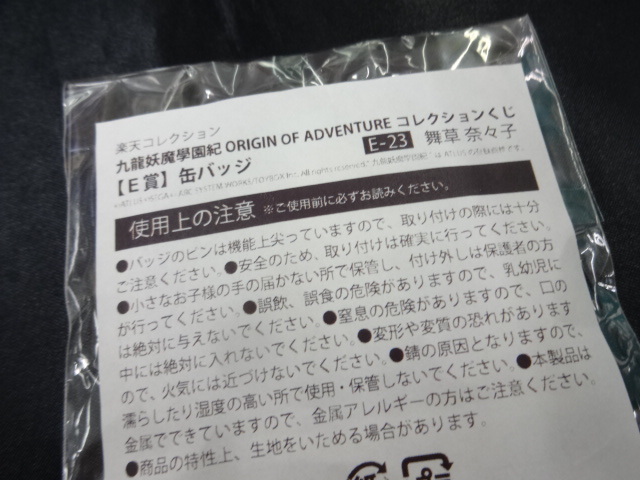 楽天コレクション
九龍妖魔學園紀 ORIGIN OF ADVENTURE コレクションくじ
【E賞】缶バッジ E-23 舞草 奈々子
使用上の注意 ※ご使用前に必ずお読みください。
●バッジのピンは機能上尖っていますので、取り付けの際には十分
ご注意ください。●安全のため、取り付けは確実に行ってください。
●小さなお子様の手の届かない所で保管し、付け外しは保護者の方
が行ってください。●誤飲、誤食の危険がありますので、乳幼児に
は絶対に与えないでください。●窒息の危険がありますので、口の
中には絶対に入れないでください。●変形や変質の恐れがあります
ので、火気には近づけないでください。●錆の原因となりますので、
濡らしたり湿度の高い所で使用・保管しないでください。●本製品は
金属でできていますので、金属アレルギーの方はご注意ください。
●商品の特性上、生地をいためる場合があります。